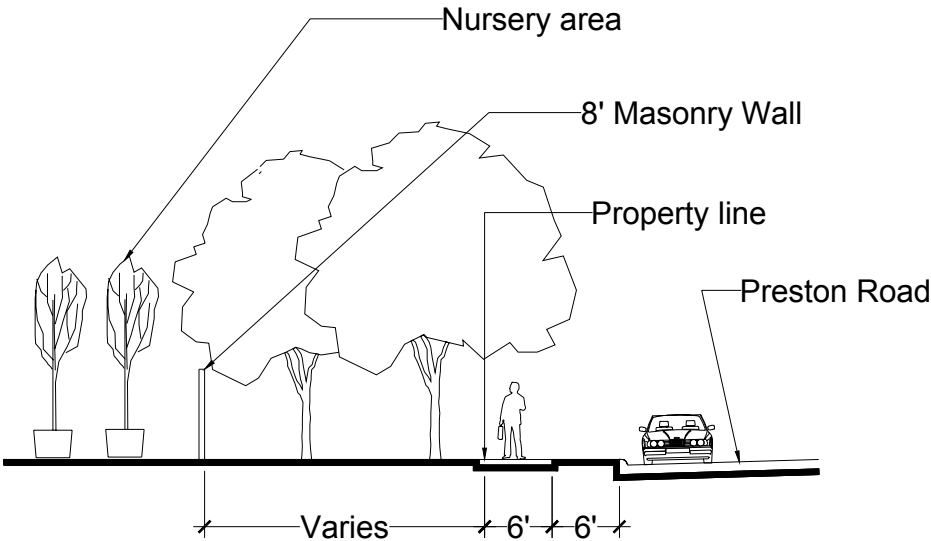 Nursery area
8' Masonry Wall
Property line
Preston Road
Varies
6'
6'